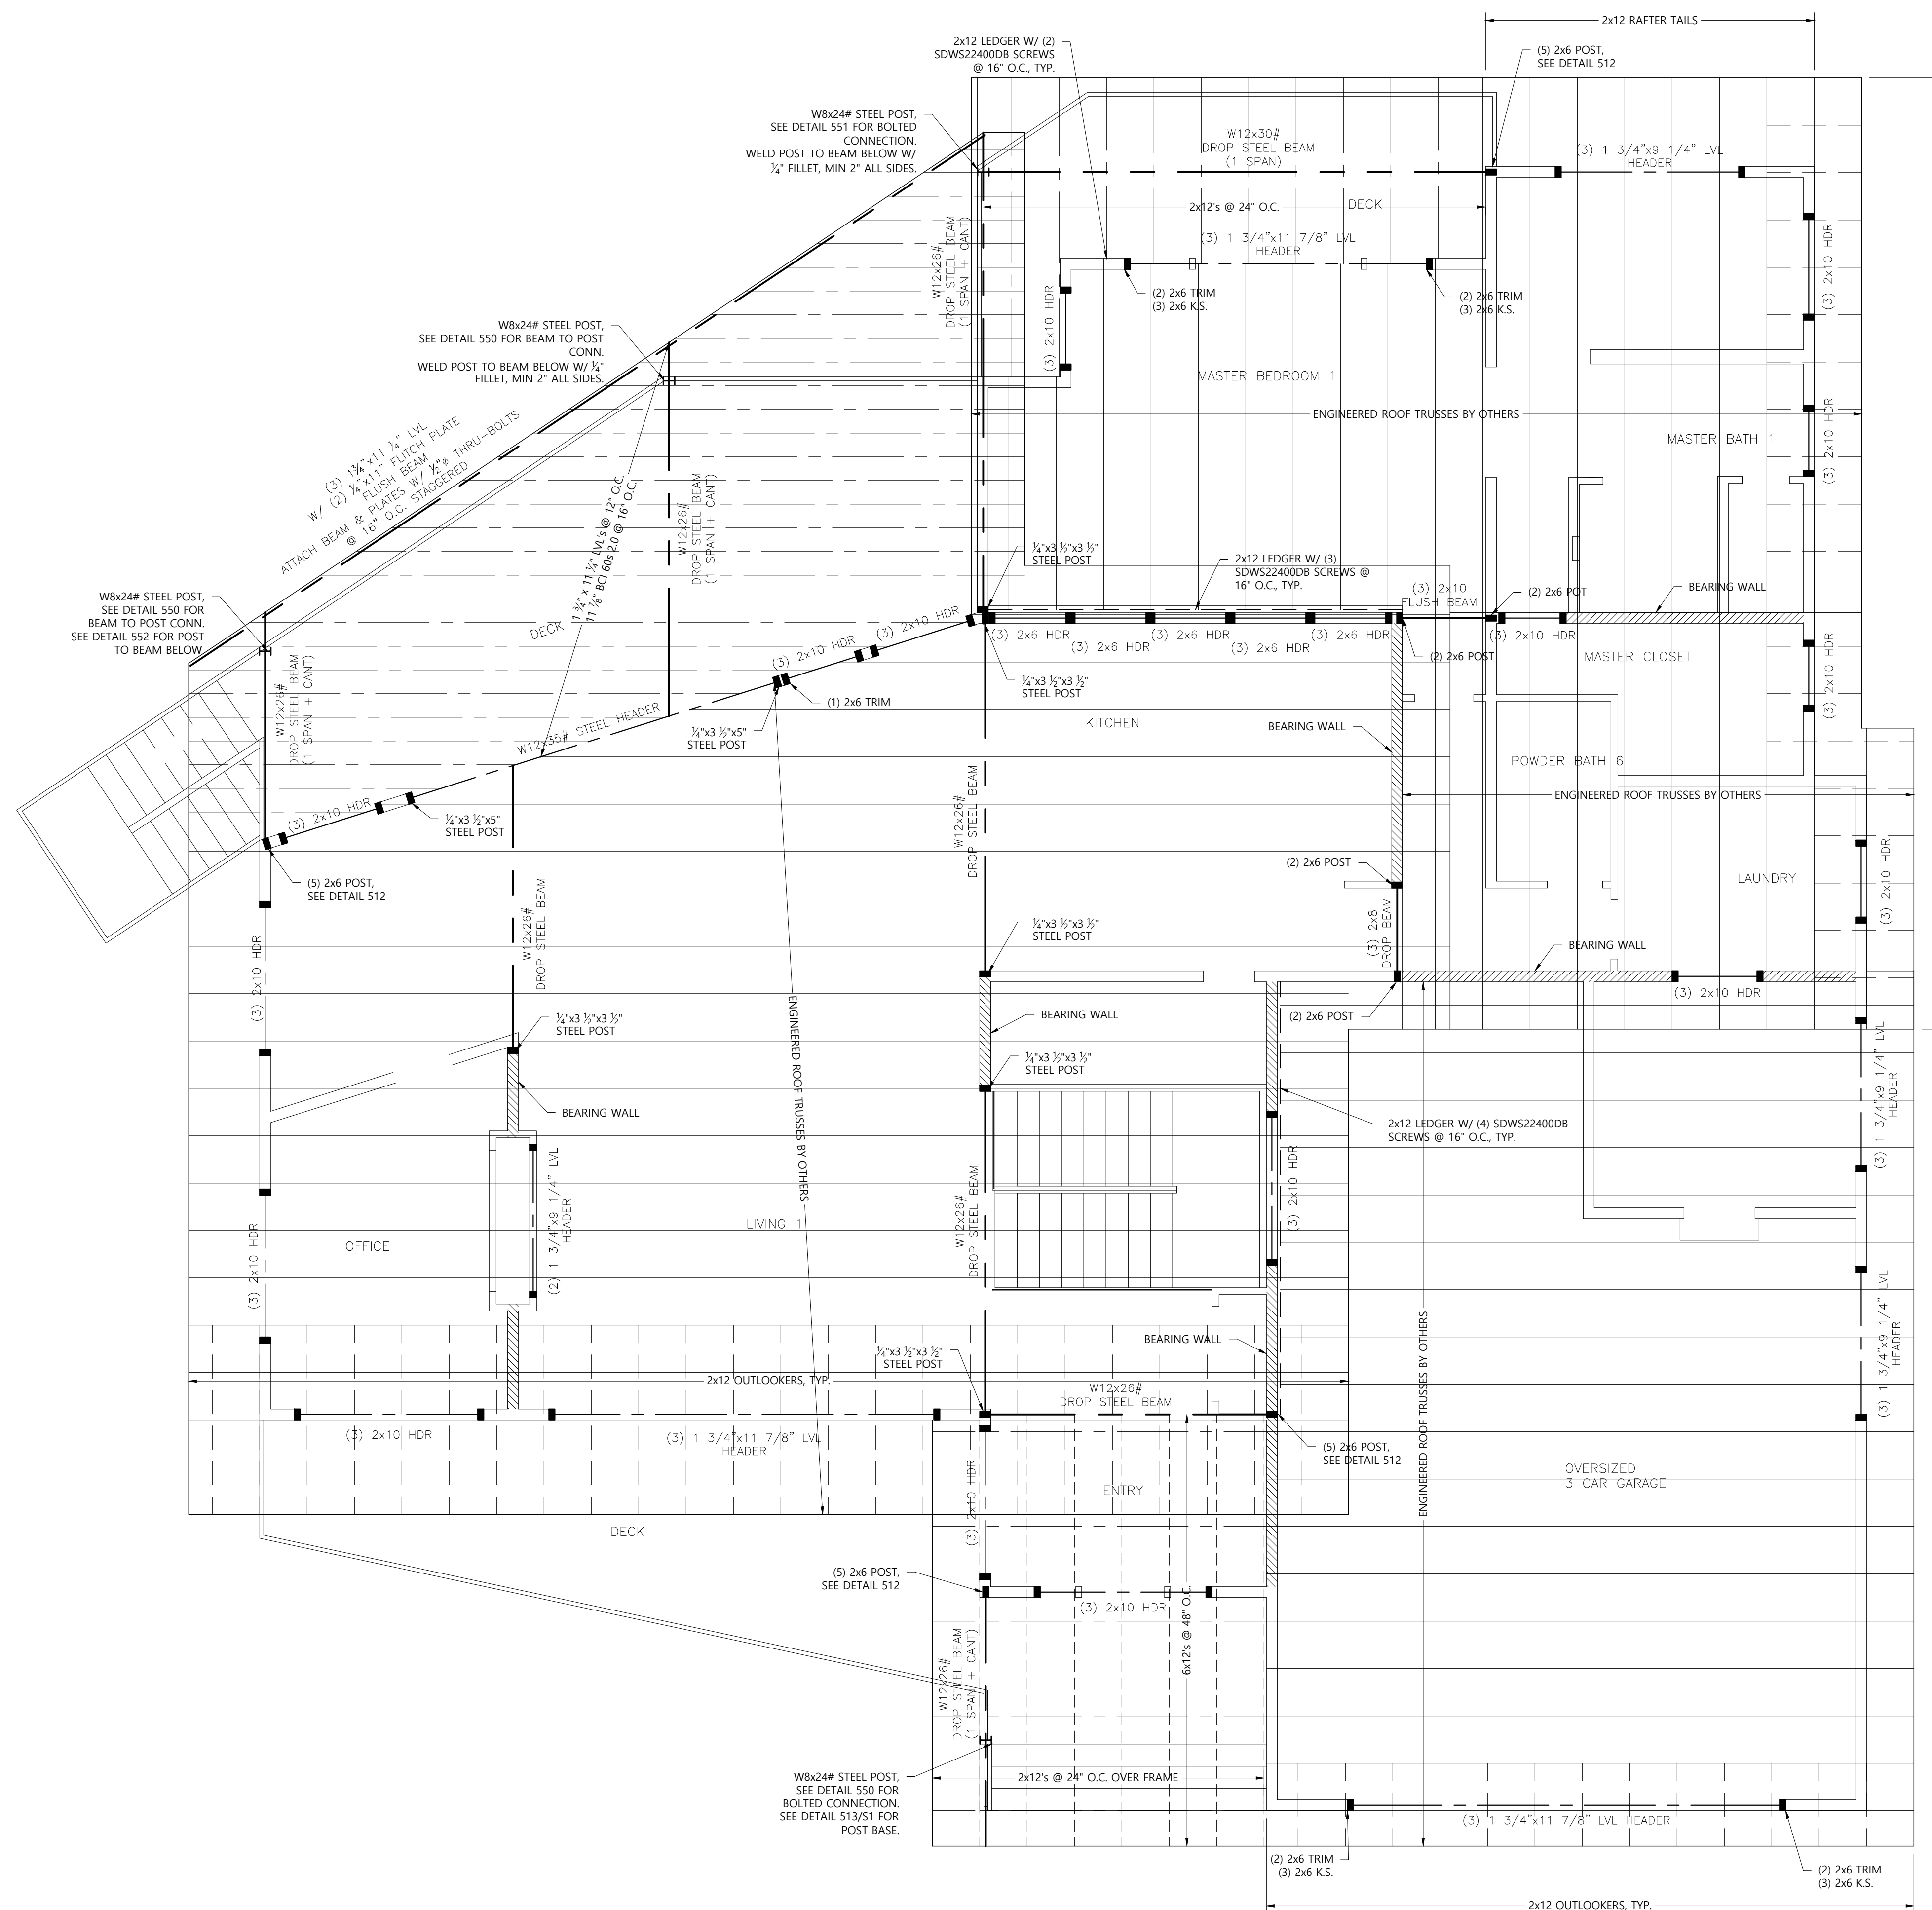 2x12 RAFTER TAILS
2x12 LEDGER W/ (2)
SDWS22400DB SCREWS
@ 16" O.C., TYP.
(5) 2x6 POST,
SEE DETAIL 512
W8x24# STEEL POST,
SEE DETAIL 551 FOR BOLTED
CONNECTION.
WELD POST TO BEAM BELOW W/
¼" FILLET, MIN 2" ALL SIDES.
W12x30#
DROP STEEL BEAM
(1 SPAN)
(3) 1 3/4"x9 1/4" LVL
HEADER
2x12's @ 24" O.C.
DECK
(3) 1 3/4"x11 7/8" LVL
HEADER
W12x26#
DROP STEEL BEAM
(1 SPAN + CANT)
(3) 2x10 HDR
(3) 2x10 HDR
(2) 2x6 TRIM
(3) 2x6 K.S.
(2) 2x6 TRIM
(3) 2x6 K.S.
W8x24# STEEL POST,
SEE DETAIL 550 FOR BEAM TO POST
CONN.
WELD POST TO BEAM BELOW W/ ¼"
FILLET, MIN 2" ALL SIDES.
MASTER BEDROOM 1
ENGINEERED ROOF TRUSSES BY OTHERS
MASTER BATH 1
(3) 2x10 HDR
(3) 1¾"x11 ¼" LVL
W/ (2) ¼"x11" FLITCH PLATE
FLUSH BEAM
ATTACH BEAM & PLATES W/ ½"ø THRU-BOLTS
@ 16" O.C. STAGGERED
1 ¾" x 11 ¼" LVL's @ 12" O.C.
11 ⅞" BCI 60s 2.0 @ 16" O.C.
W12x26#
DROP STEEL BEAM
(1 SPAN + CANT)
¼"x3 ½"x3 ½"
STEEL POST
2x12 LEDGER W/ (3)
SDWS22400DB SCREWS @
16" O.C., TYP.
(3) 2x10
FLUSH BEAM
(2) 2x6 POT
BEARING WALL
W8x24# STEEL POST,
SEE DETAIL 550 FOR
BEAM TO POST CONN.
SEE DETAIL 552 FOR POST
TO BEAM BELOW.
DECK
(3) 2x10 HDR
(3) 2x10 HDR
(3) 2x6 HDR
(3) 2x6 HDR
(3) 2x6 HDR
(3) 2x6 HDR
(3) 2x6 HDR
(3) 2x10 HDR
(2) 2x6 POST
MASTER CLOSET
(3) 2x10 HDR
¼"x3 ½"x3 ½"
STEEL POST
(1) 2x6 TRIM
W12x26#
DROP STEEL BEAM
(1 SPAN + CANT)
W12x35# STEEL HEADER
¼"x3 ½"x5"
STEEL POST
KITCHEN
BEARING WALL
POWDER BATH 6
ENGINEERED ROOF TRUSSES BY OTHERS
(3) 2x10 HDR
¼"x3 ½"x5"
STEEL POST
W12x26#
DROP STEEL BEAM
(5) 2x6 POST,
SEE DETAIL 512
(2) 2x6 POST
LAUNDRY
(3) 2x10 HDR
W12x26#
DROP STEEL BEAM
(3) 2x8
DROP BEAM
¼"x3 ½"x3 ½"
STEEL POST
BEARING WALL
(3) 2x10 HDR
(3) 2x10 HDR
¼"x3 ½"x3 ½"
STEEL POST
BEARING WALL
(2) 2x6 POST
ENGINEERED ROOF TRUSSES BY OTHERS
¼"x3 ½"x3 ½"
STEEL POST
(3) 1 3/4"x9 1/4" LVL
HEADER
BEARING WALL
2x12 LEDGER W/ (4) SDWS22400DB
SCREWS @ 16" O.C., TYP.
(2) 1 3/4"x9 1/4" LVL
HEADER
W12x26#
DROP STEEL BEAM
(3) 2x10 HDR
LIVING 1
OFFICE
(3) 2x10 HDR
(3) 1 3/4"x9 1/4" LVL
HEADER
ENGINEERED ROOF TRUSSES BY OTHERS
BEARING WALL
¼"x3 ½"x3 ½"
STEEL POST
2x12 OUTLOOKERS, TYP.
W12x26#
DROP STEEL BEAM
(3) 2x10 HDR
(3) 1 3/4"x11 7/8" LVL
HEADER
(5) 2x6 POST,
SEE DETAIL 512
OVERSIZED
3 CAR GARAGE
ENTRY
(3) 2x10 HDR
DECK
(5) 2x6 POST,
SEE DETAIL 512
(3) 2x10 HDR
6x12's @ 48" O.C.
W12x26#
DROP STEEL BEAM
(1 SPAN + CANT)
W8x24# STEEL POST,
SEE DETAIL 550 FOR
BOLTED CONNECTION.
SEE DETAIL 513/S1 FOR
POST BASE.
2x12's @ 24" O.C. OVER FRAME
(3) 1 3/4"x11 7/8" LVL HEADER
(2) 2x6 TRIM
(3) 2x6 K.S.
(2) 2x6 TRIM
(3) 2x6 K.S.
2x12 OUTLOOKERS, TYP.